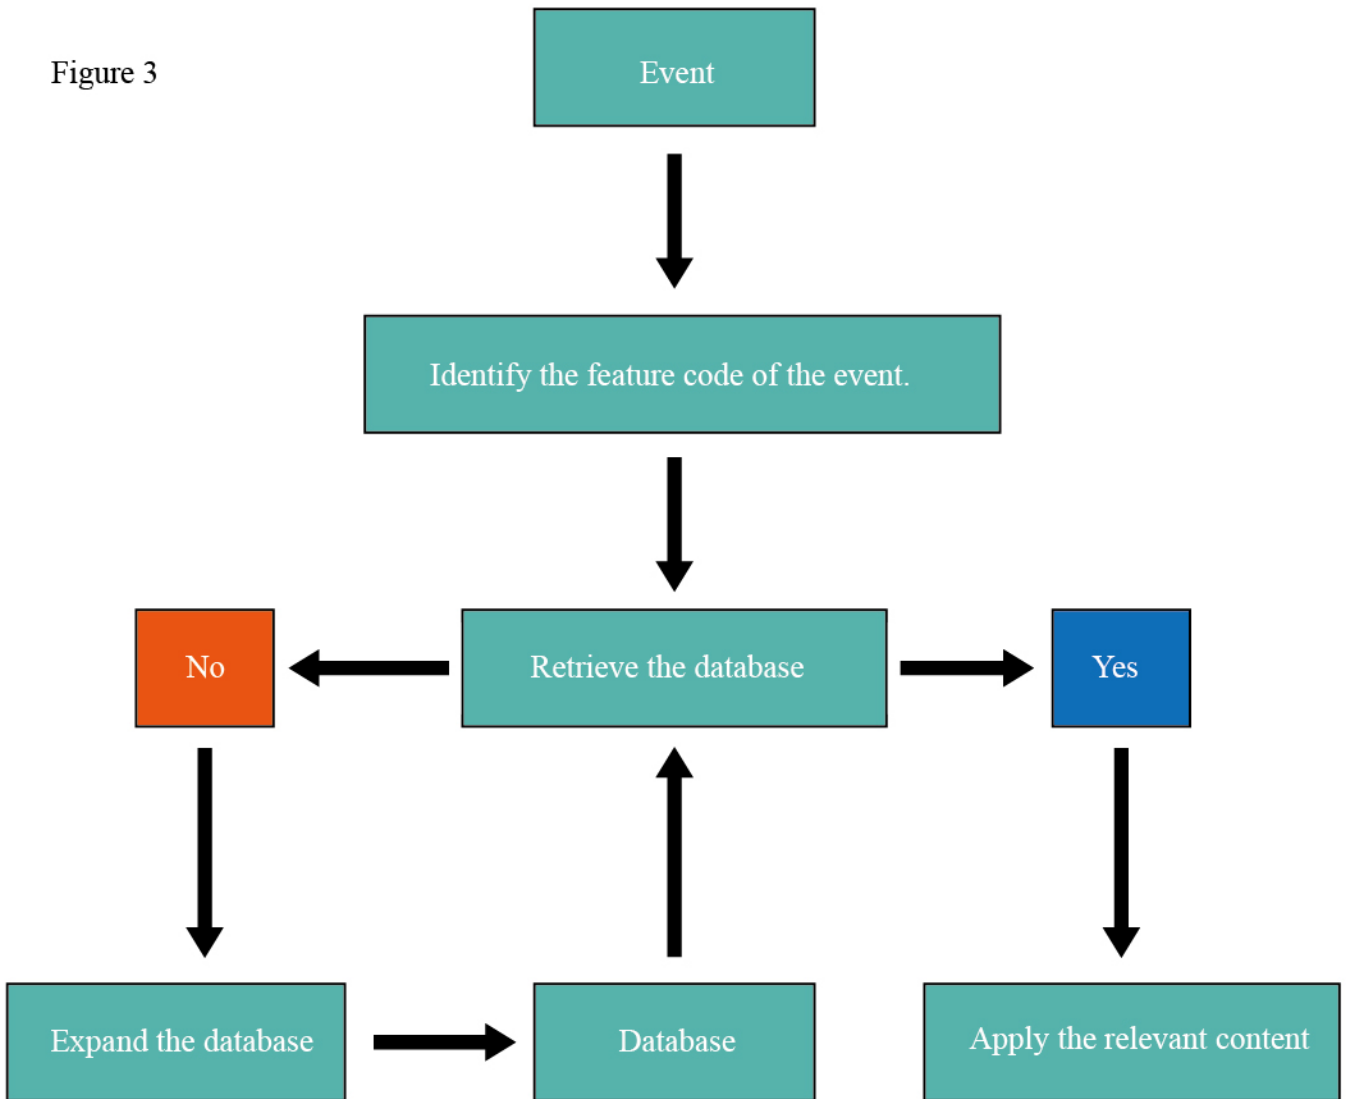 Figure 3
Event
Identify the feature code of the event.
No
Retrieve the database
Yes
Expand the database
Database
Apply the relevant content